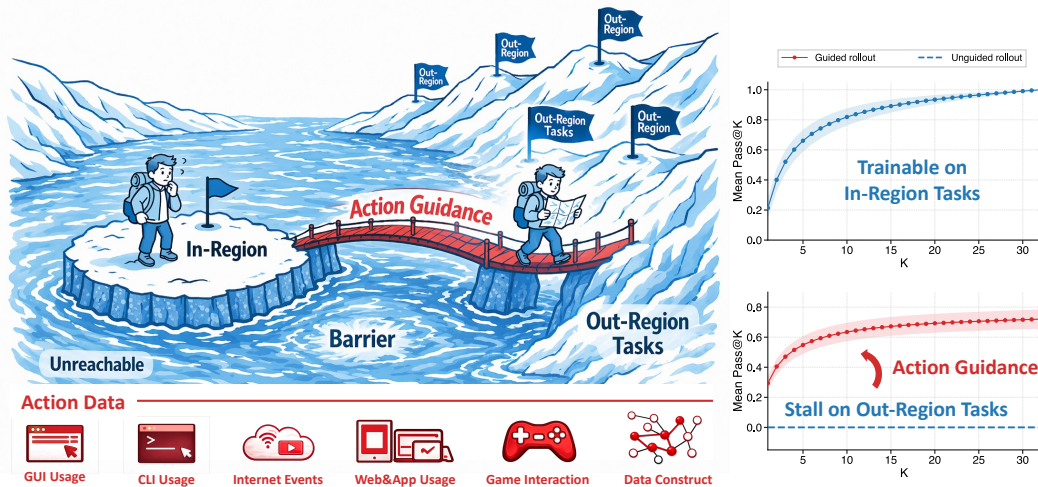 Out-
Region
Out-
Region
Out-
Region
Out-Region
Tasks
Out-
Region
Action Guidance
In-Region
Barrier
Out-Region
Tasks
Unreachable
Action Data
GUI Usage
CLI Usage
Internet Events
Web&App Usage
Game Interaction
Data Construct
Guided rollout
Unguided rollout
Mean Pass@K
1.0
0.8
0.6
0.4
0.2
0.0
Trainable on
In-Region Tasks
5
10
15
20
25
30
K
Mean Pass@K
0.8
0.6
0.4
0.2
0.0
Action Guidance
Stall on Out-Region Tasks
5
10
15
20
25
30
K